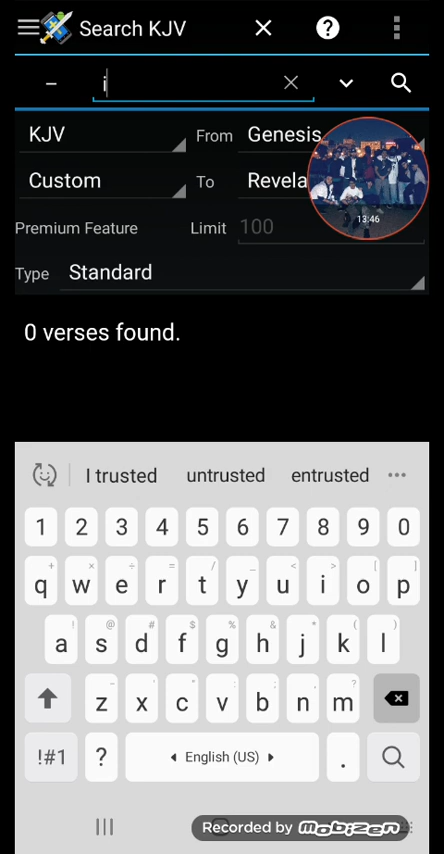 Search KJV
?
– i
KJV From Genesis
Custom To Revela
Premium Feature Limit 100
13:46
Type Standard
0 verses found.
I trusted untrusted entrusted ...
1 2 3 4 5 6 7 8 9 0
+ × ÷ = / _ < > [ ]
q w e r t y u i o p
! @ # $ % & * ( )
a s d f g h j k l
- ' " : ; , ?
z x c v b n m
!#1 ? English (US) .
Recorded by Mobizen